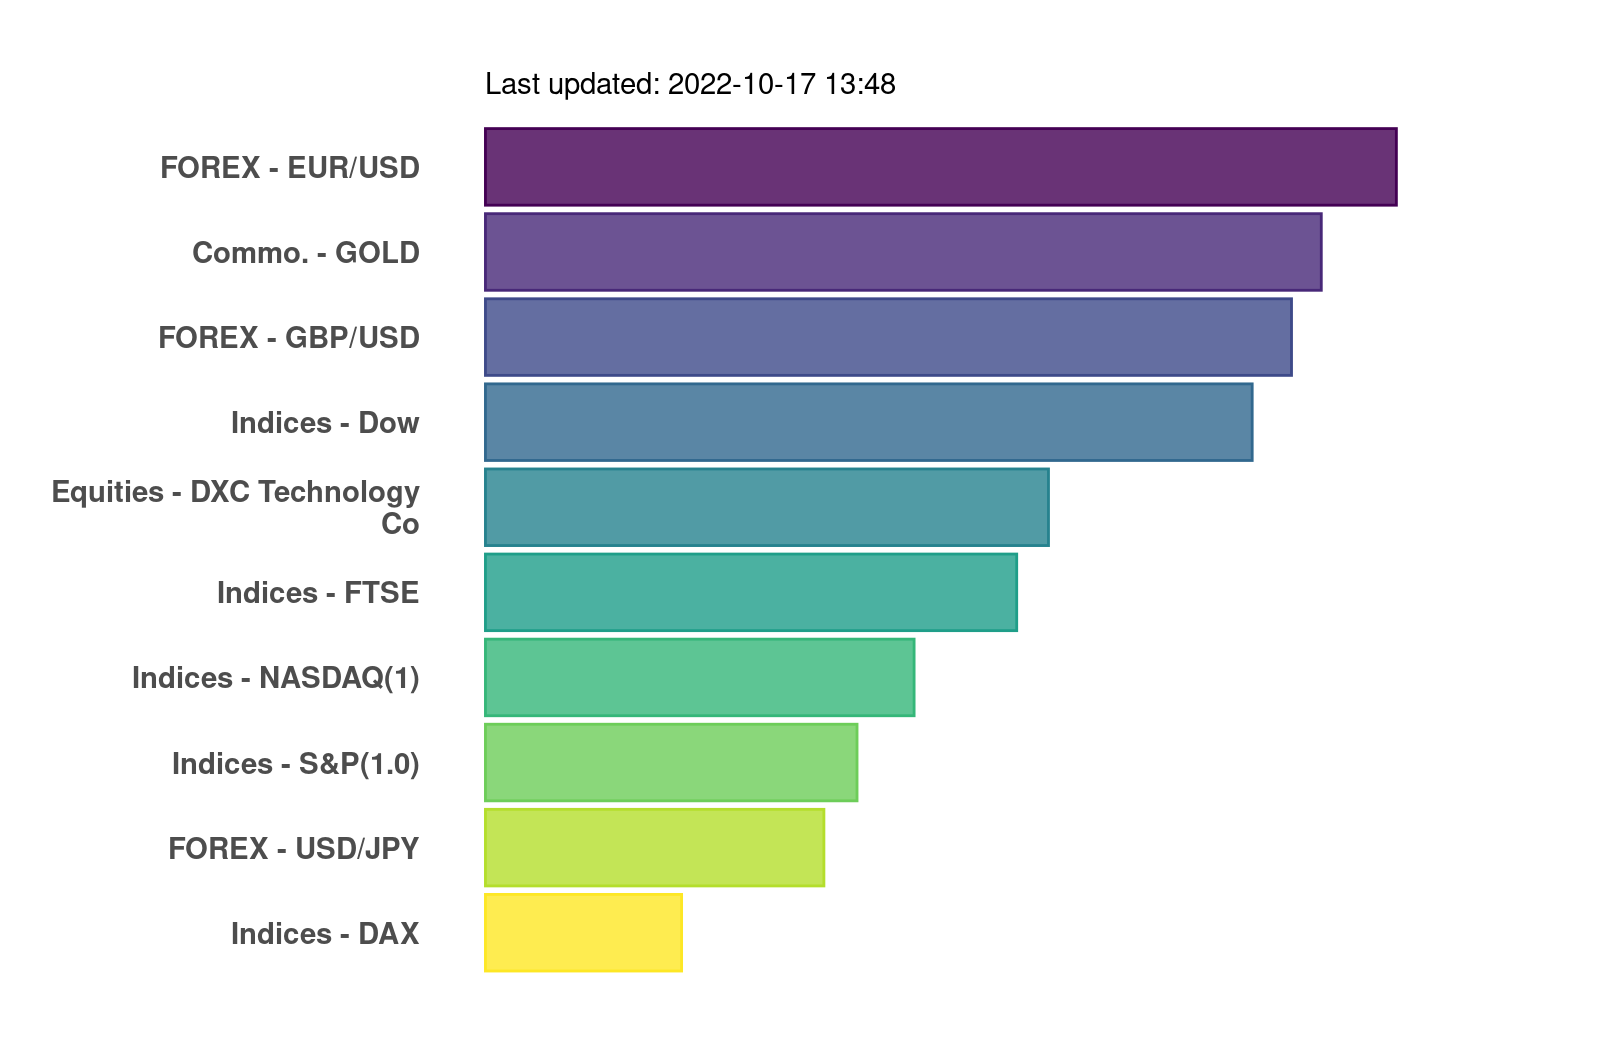 Last updated: 2022-10-17 13:48
FOREX - EUR/USD
Commo. - GOLD
FOREX - GBP/USD
Indices - Dow
Equities - DXC Technology
Co
Indices - FTSE
Indices - NASDAQ(1)
Indices - S&P(1.0)
FOREX - USD/JPY
Indices - DAX